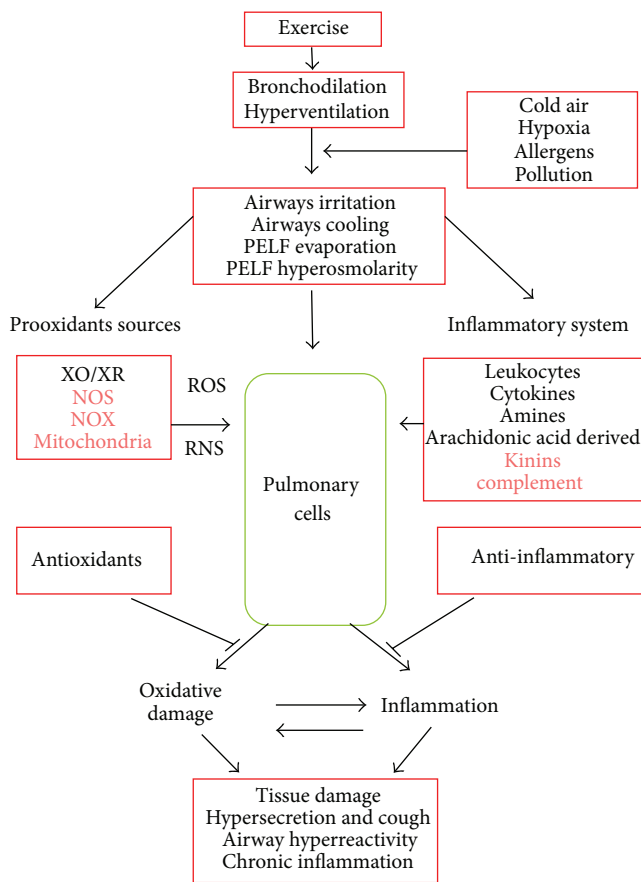 Exercise
Bronchodilation
Hyperventilation
Cold air
Hypoxia
Allergens
Pollution
Airways irritation
Airways cooling
PELF evaporation
PELF hyperosmolarity
Prooxidants sources
Inflammatory system
XO/XR
NOS
NOX
Mitochondria
ROS
RNS
Leukocytes
Cytokines
Amines
Arachidonic acid derived
Kinins
complement
Pulmonary
cells
Antioxidants
Anti-inflammatory
Oxidative
damage
Inflammation
Tissue damage
Hypersecretion and cough
Airway hyperreactivity
Chronic inflammation